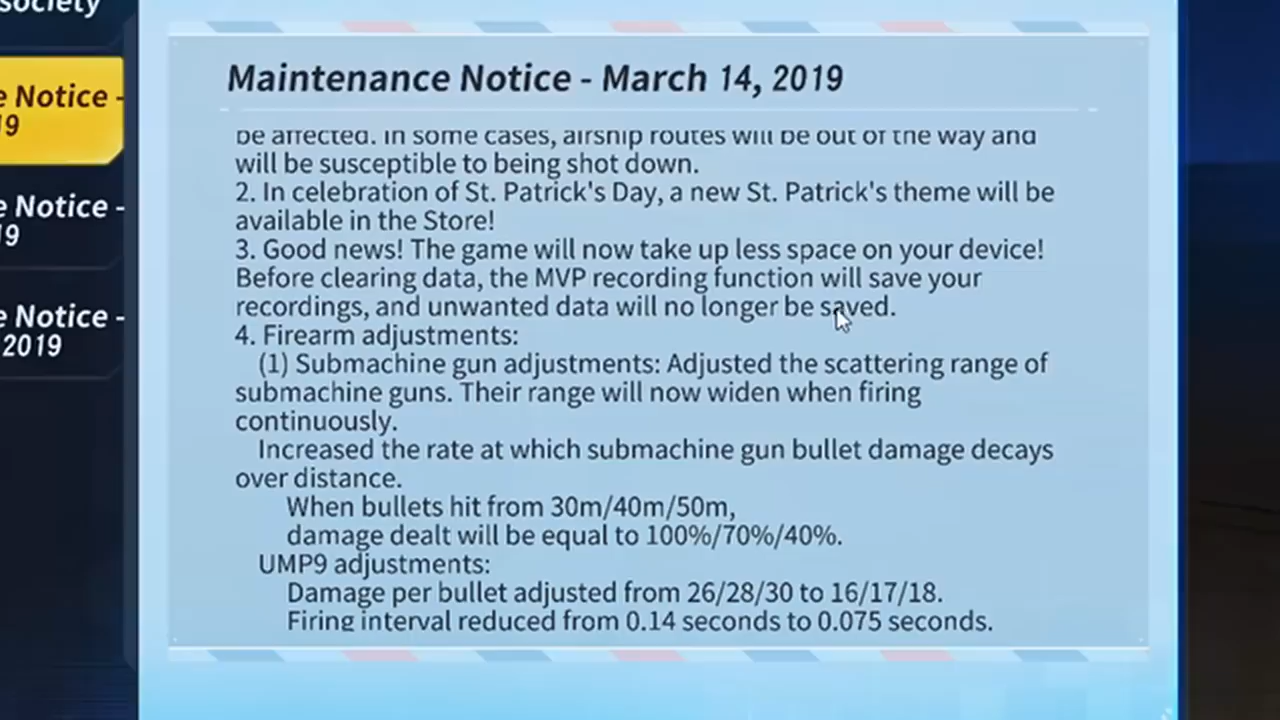 society
e Notice -
19
e Notice -
19
e Notice -
2019
Maintenance Notice - March 14, 2019
be affected. In some cases, airship routes will be out of the way and
will be susceptible to being shot down.
2. In celebration of St. Patrick's Day, a new St. Patrick's theme will be
available in the Store!
3. Good news! The game will now take up less space on your device!
Before clearing data, the MVP recording function will save your
recordings, and unwanted data will no longer be saved.
4. Firearm adjustments:
(1) Submachine gun adjustments: Adjusted the scattering range of
submachine guns. Their range will now widen when firing
continuously.
Increased the rate at which submachine gun bullet damage decays
over distance.
When bullets hit from 30m/40m/50m,
damage dealt will be equal to 100%/70%/40%.
UMP9 adjustments:
Damage per bullet adjusted from 26/28/30 to 16/17/18.
Firing interval reduced from 0.14 seconds to 0.075 seconds.